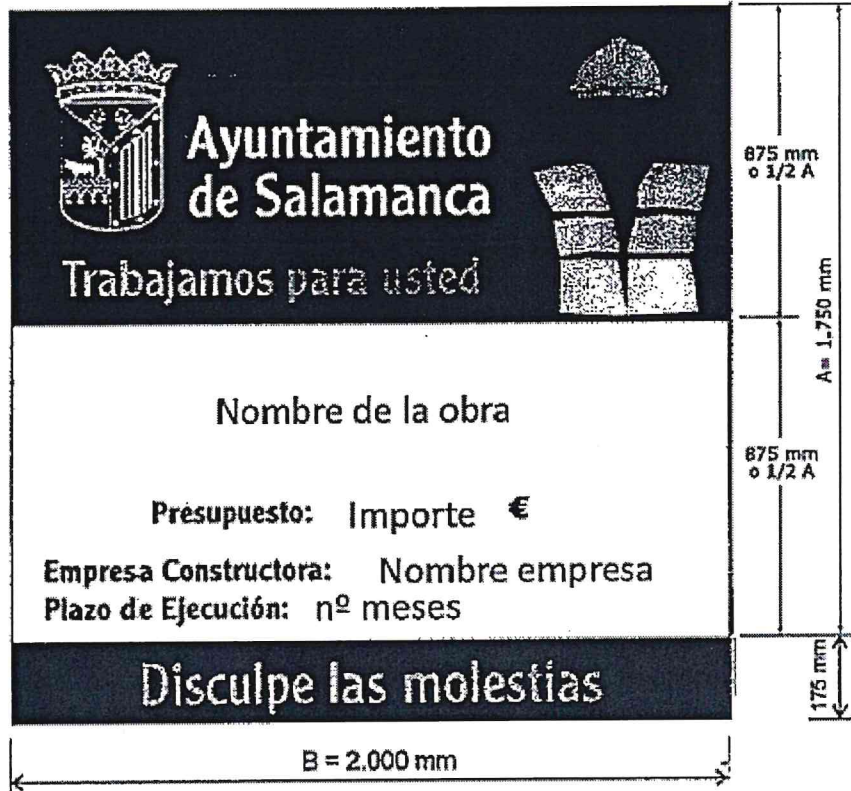 Ayuntamiento
de Salamanca
Trabajamos para usted
Nombre de la obra
Presupuesto: Importe €
Empresa Constructora: Nombre empresa
Plazo de Ejecución: nº meses
Disculpe las molestias
B = 2.000 mm
875 mm
o 1/2 A
875 mm
o 1/2 A
A= 1.750 mm
175 mm